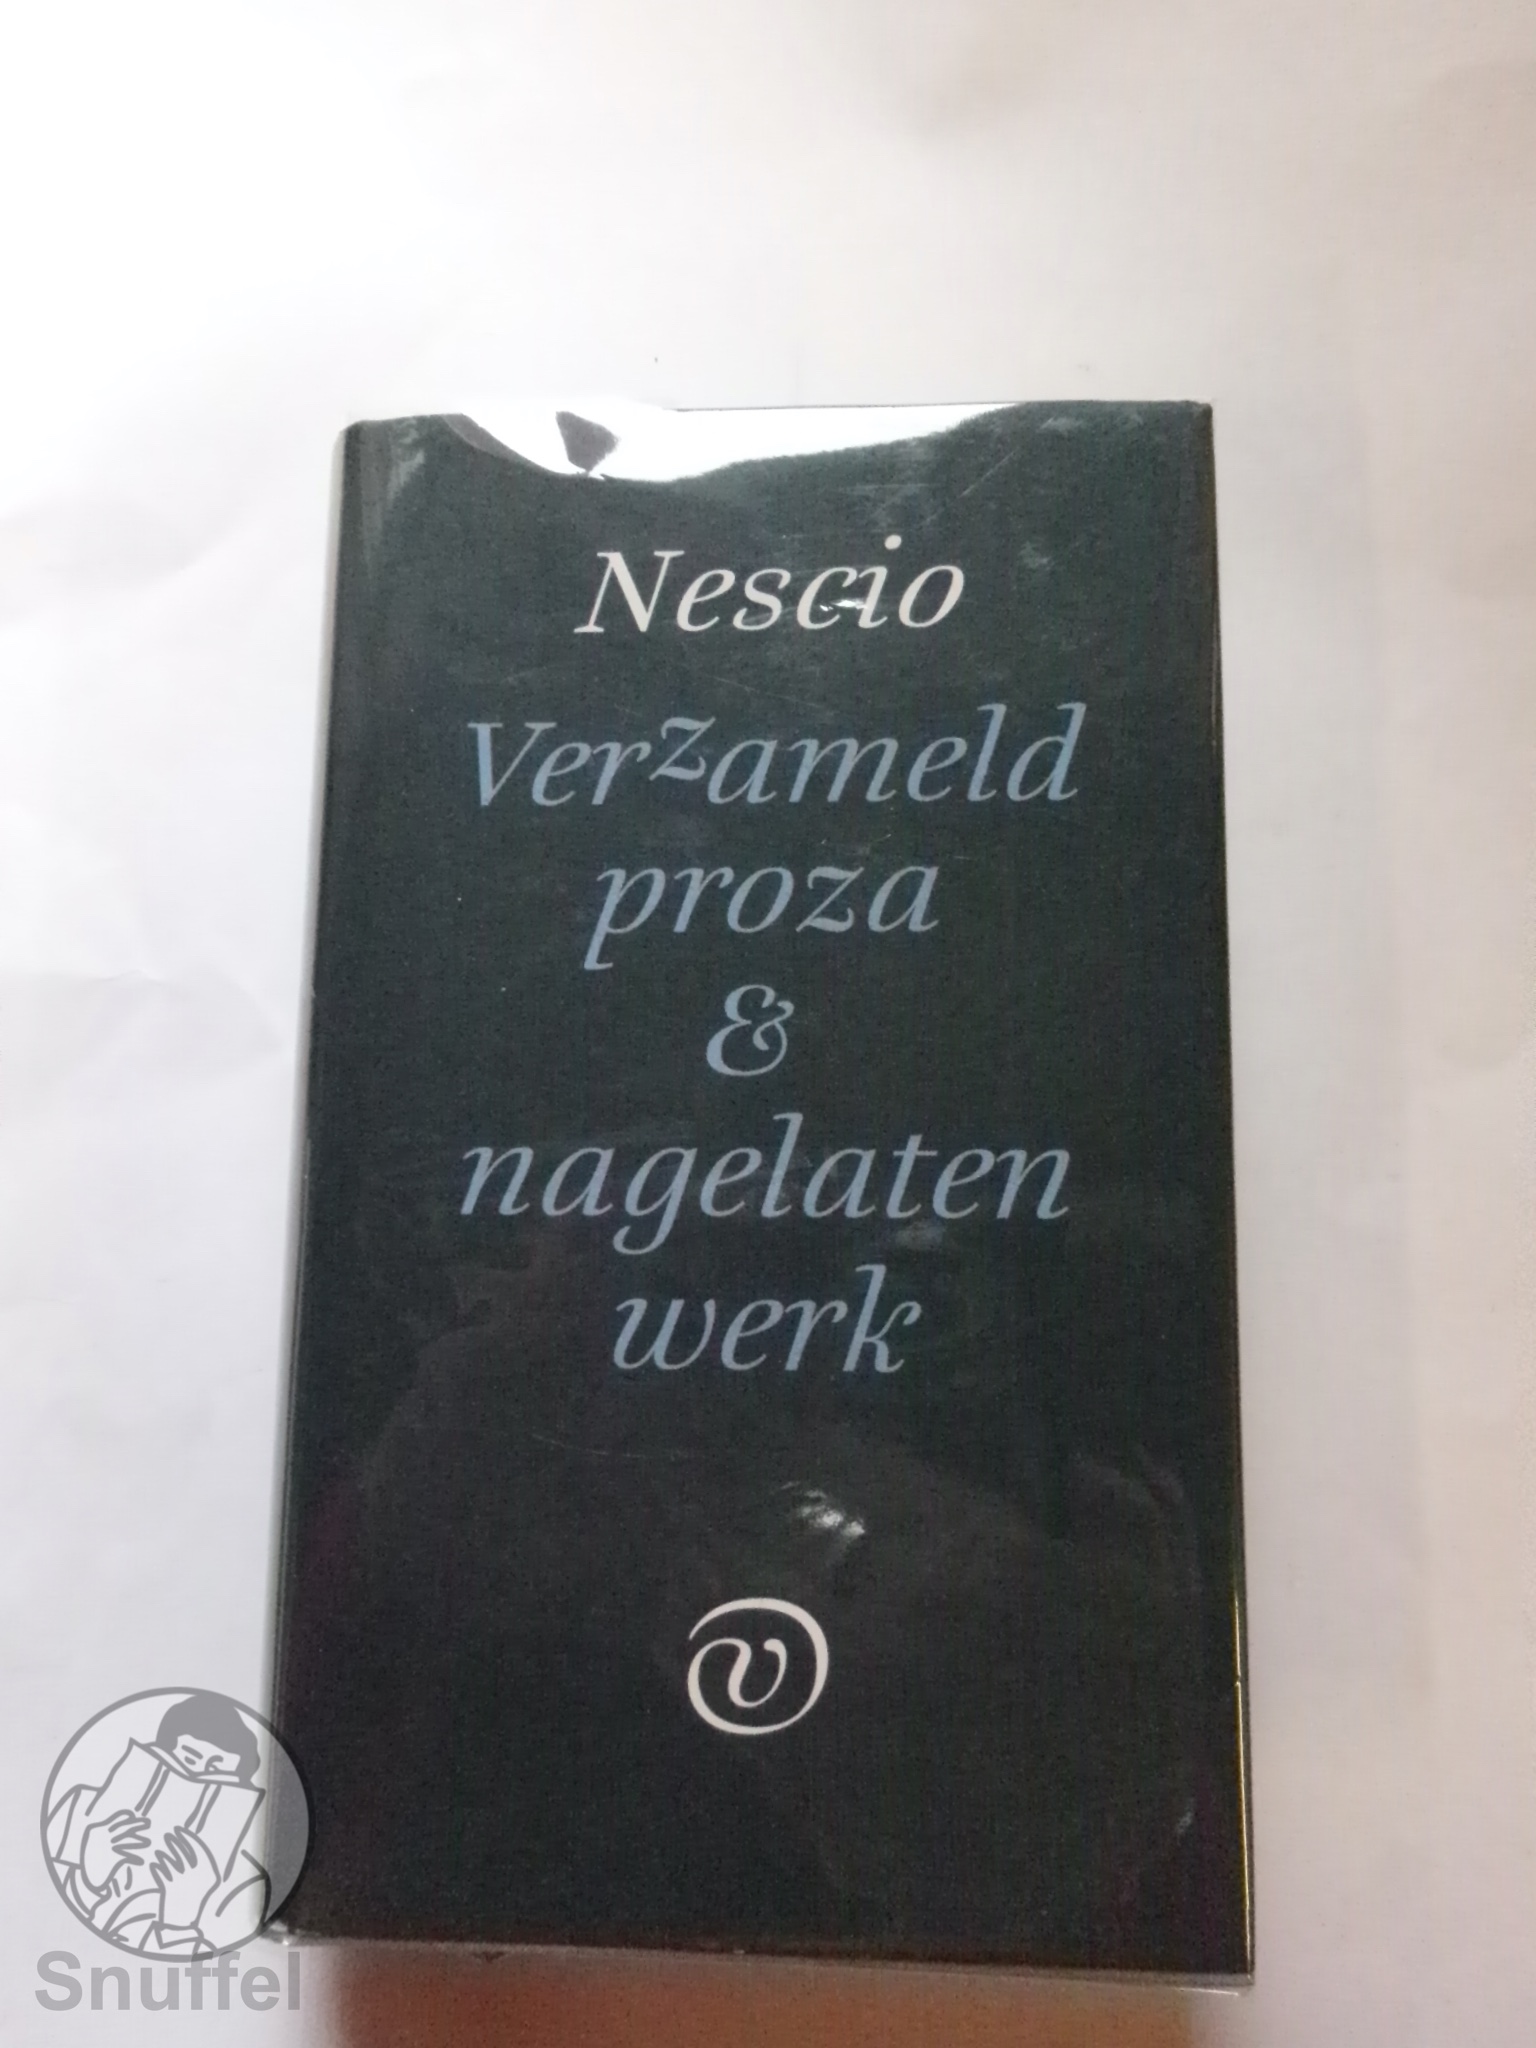 Nescio
Verzameld
proza
&
nagelaten
werk
v
Snuffel